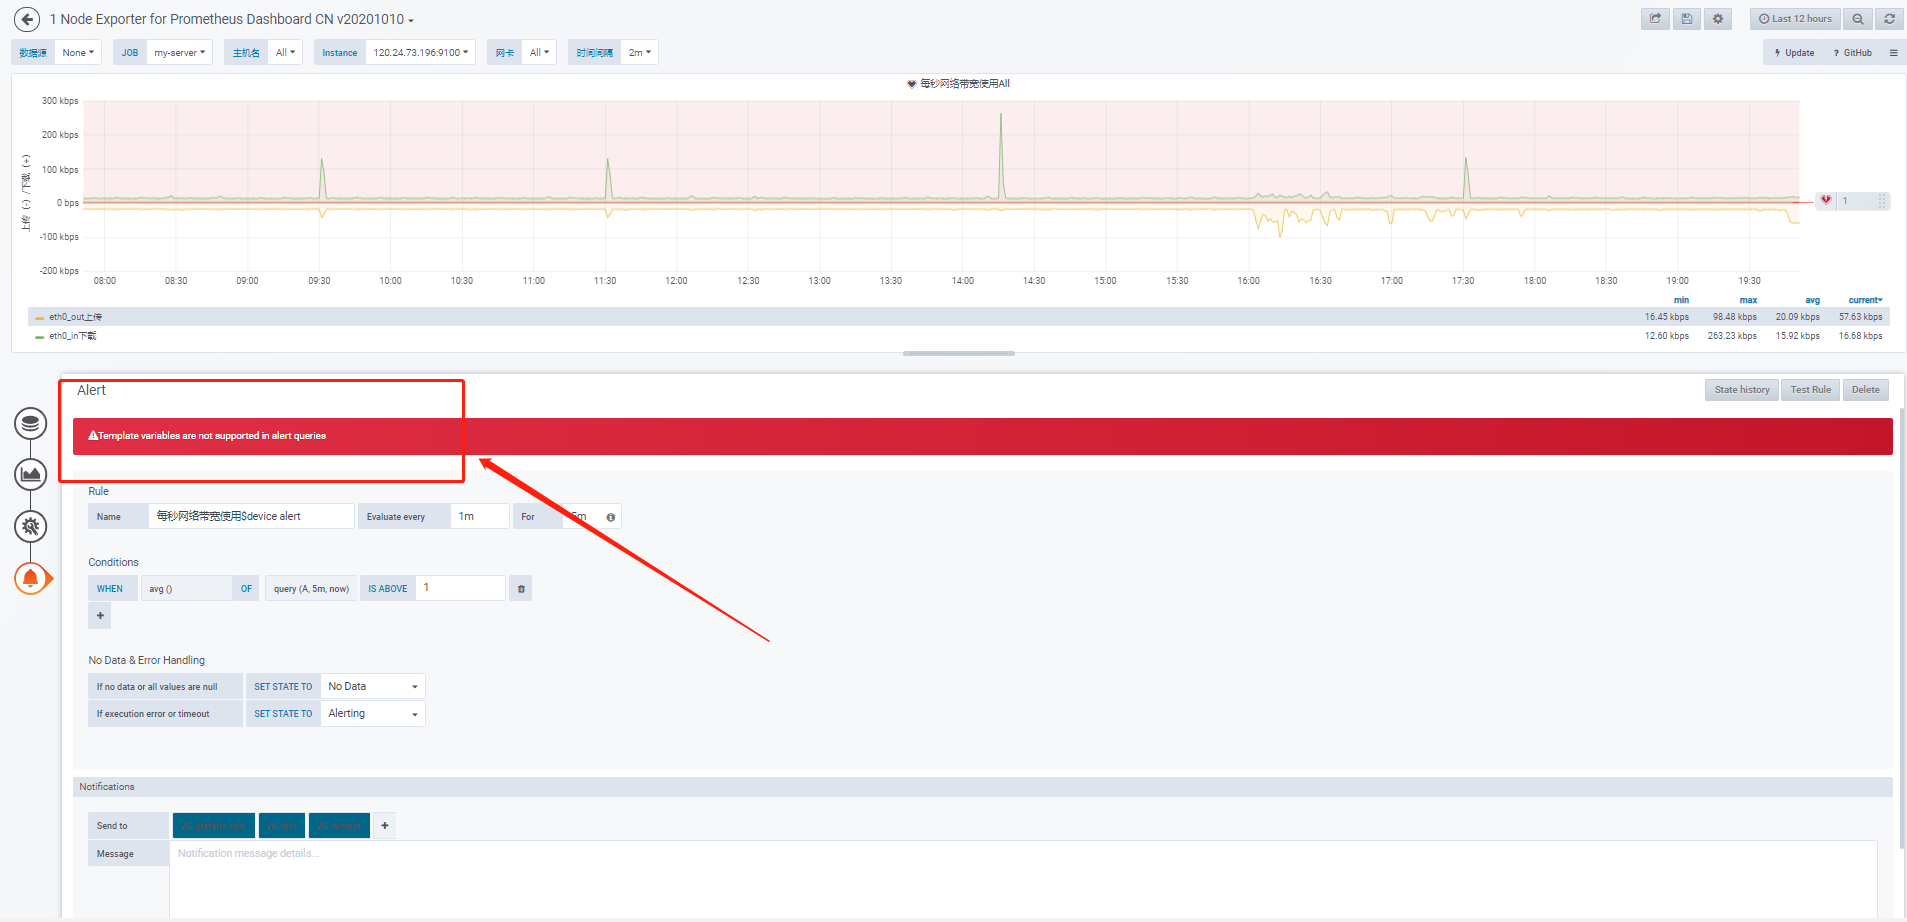 1 Node Exporter for Prometheus Dashboard CN v20201010
Last 12 hours
数据源 None JOB my-server 主机名 All Instance 120.24.73.196:9100 网卡 All 时间间隔 2m
Update ? GitHub
每秒网络带宽使用All
上传（-）/下载（+）
300 kbps
200 kbps
100 kbps
0 bps
-100 kbps
-200 kbps
1
08:00 08:30 09:00 09:30 10:00 10:30 11:00 11:30 12:00 12:30 13:00 13:30 14:00 14:30 15:00 15:30 16:00 16:30 17:00 17:30 18:00 18:30 19:00 19:30
min max avg current
eth0_out上传 16.45 kbps 98.48 kbps 20.09 kbps 57.63 kbps
eth0_in下载 12.60 kbps 263.23 kbps 15.92 kbps 16.68 kbps
Alert
State history Test Rule Delete
Template variables are not supported in alert queries
Rule
Name 每秒网络带宽使用$device alert Evaluate every 1m For 5m
Conditions
WHEN avg () OF query (A, 5m, now) IS ABOVE 1
+
No Data & Error Handling
If no data or all values are null SET STATE TO No Data
If execution error or timeout SET STATE TO Alerting
Notifications
Send to +
Message Notification message details...